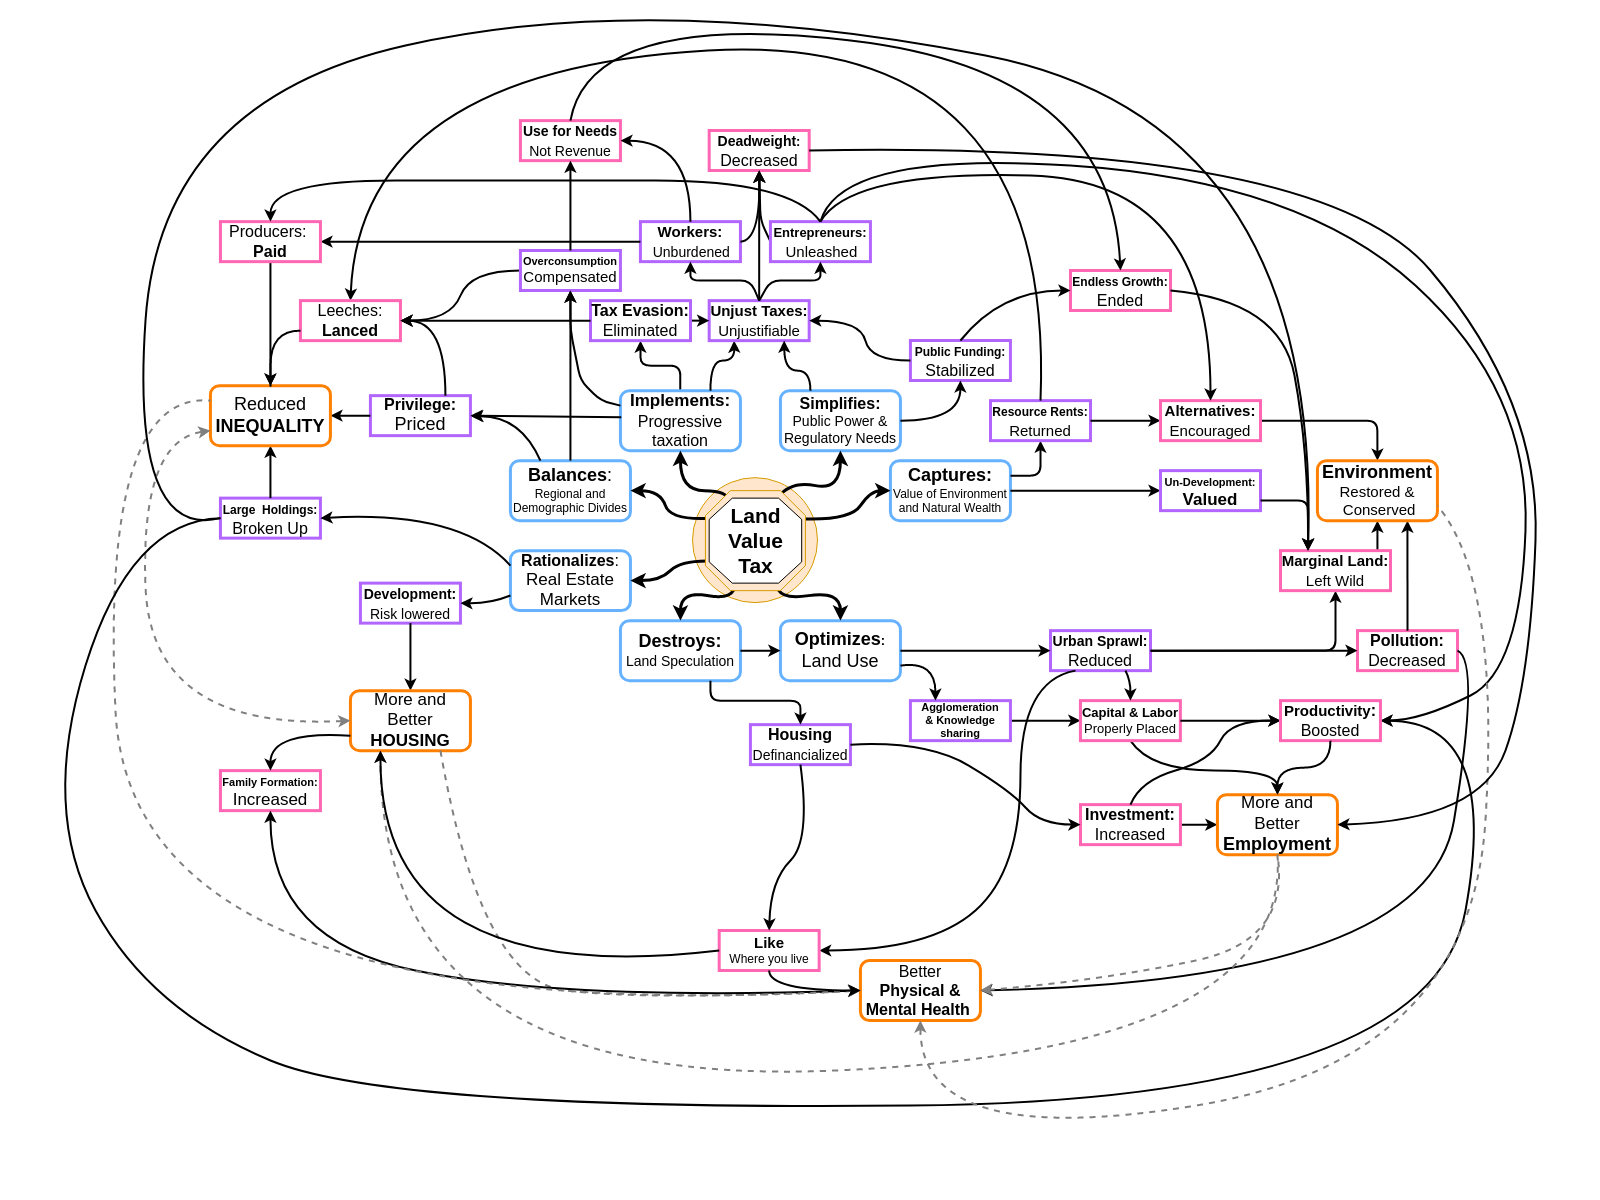 Use for Needs
Not Revenue
Deadweight:
Decreased
Producers:
Paid
Workers:
Unburdened
Entrepreneurs:
Unleashed
Overconsumption
Compensated
Endless Growth:
Ended
Leeches:
Lanced
Tax Evasion:
Eliminated
Unjust Taxes:
Unjustifiable
Public Funding:
Stabilized
Reduced
INEQUALITY
Privilege:
Priced
Implements:
Progressive
taxation
Simplifies:
Public Power &
Regulatory Needs
Resource Rents:
Returned
Alternatives:
Encouraged
Balances:
Regional and
Demographic Divides
Captures:
Value of Environment
and Natural Wealth
Un-Development:
Valued
Environment
Restored &
Conserved
Large Holdings:
Broken Up
Land
Value
Tax
Rationalizes:
Real Estate
Markets
Marginal Land:
Left Wild
Development:
Risk lowered
Destroys:
Land Speculation
Optimizes:
Land Use
Urban Sprawl:
Reduced
Pollution:
Decreased
More and
Better
HOUSING
Agglomeration
& Knowledge
sharing
Capital & Labor
Properly Placed
Productivity:
Boosted
Housing
Definancialized
Family Formation:
Increased
Investment:
Increased
More and
Better
Employment
Like
Where you live
Better
Physical &
Mental Health